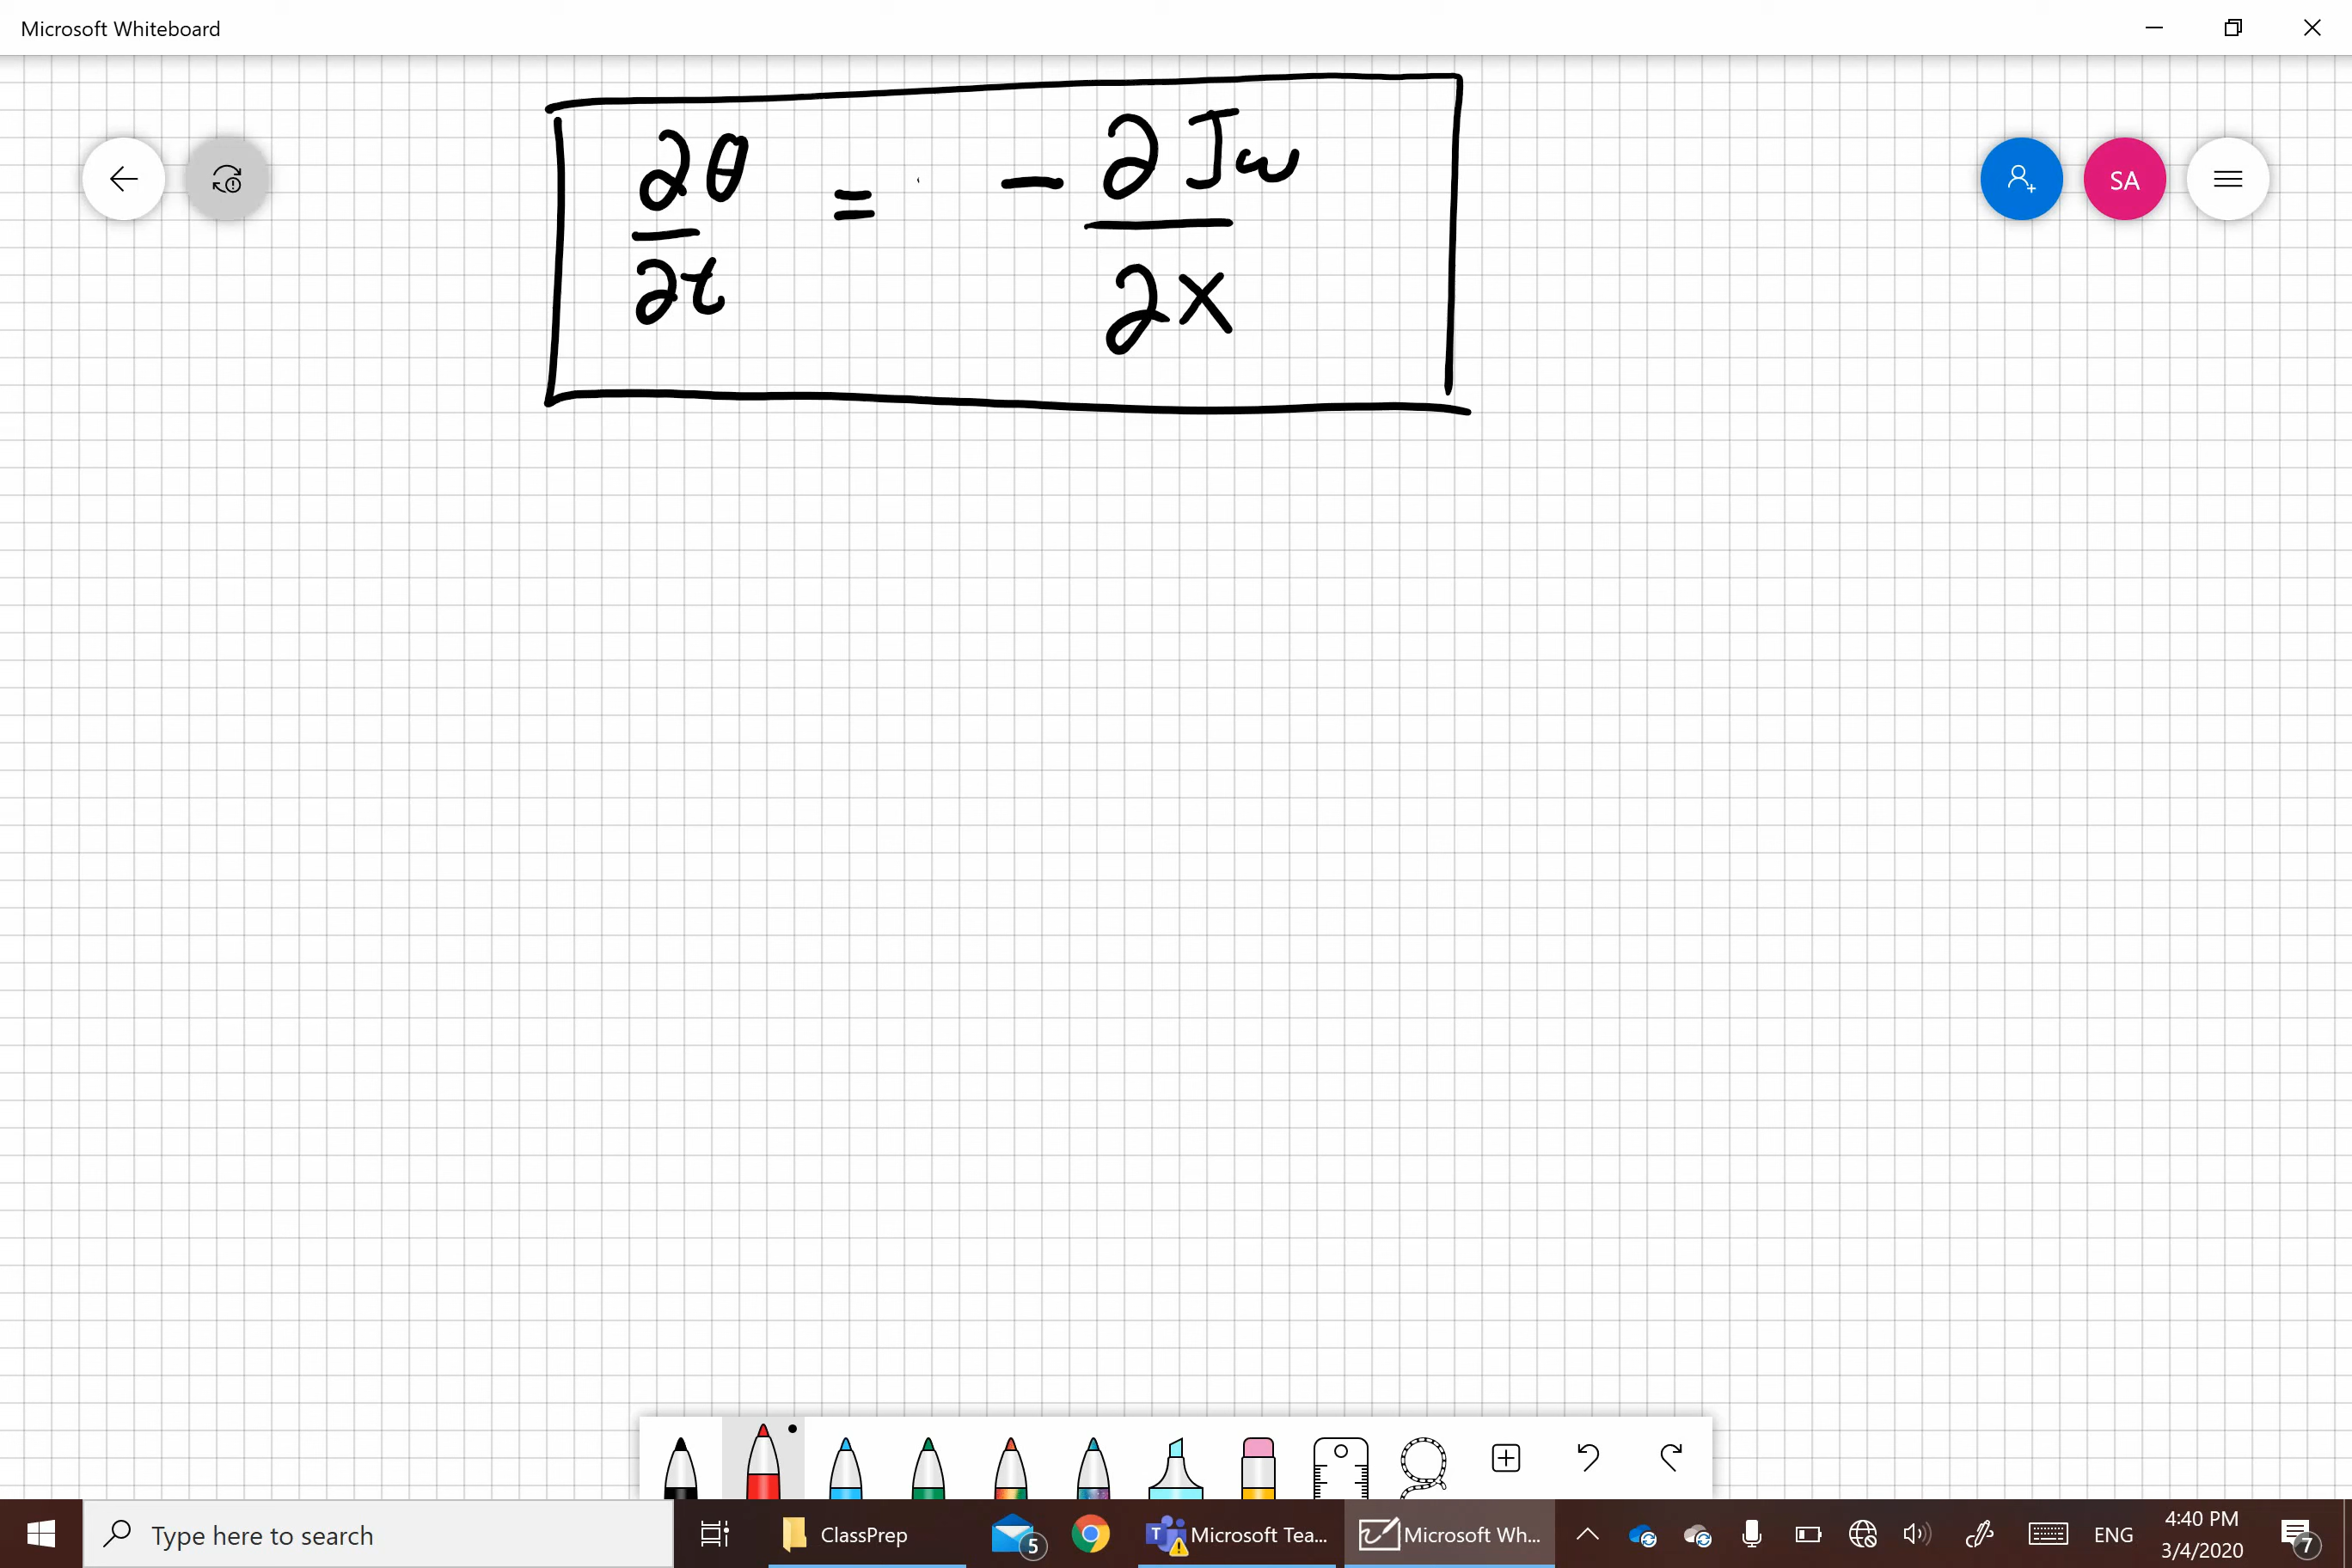 Microsoft Whiteboard
∂θ/∂t = - ∂Jw/∂x
SA
Type here to search
ClassPrep
5
Microsoft Tea...
Microsoft Wh...
ENG
4:40 PM
3/4/2020
7